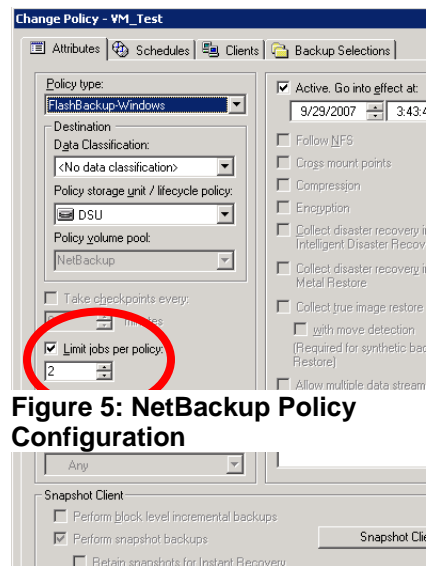 Change Policy - VM_Test
Attributes Schedules Clients Backup Selections
Policy type:
FlashBackup-Windows
Destination
Data Classification:
<No data classification>
Policy storage unit / lifecycle policy:
DSU
Policy volume pool:
NetBackup
Take checkpoints every:
minutes
Limit jobs per policy:
2
Active. Go into effect at:
9/29/2007 3:43:4
Follow NFS
Cross mount points
Compression
Encryption
Collect disaster recovery in
Intelligent Disaster Recov
Collect disaster recovery in
Metal Restore
Collect true image restore
with move detection
(Required for synthetic bac
Restore)
Allow multiple data stream
Figure 5: NetBackup Policy
Configuration
Any
Snapshot Client
Perform block level incremental backups
Perform snapshot backups
Snapshot Clie
Retain snapshots for Instant Recovery